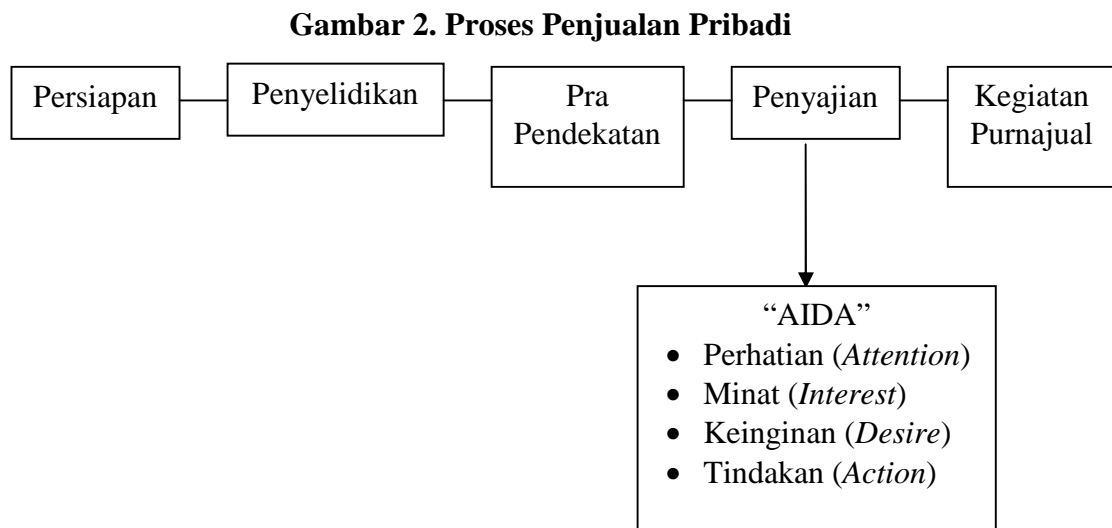 Gambar 2. Proses Penjualan Pribadi
Persiapan
Penyelidikan
Pra
Pendekatan
Penyajian
Kegiatan
Purnajual
“AIDA”
• Perhatian (Attention)
• Minat (Interest)
• Keinginan (Desire)
• Tindakan (Action)